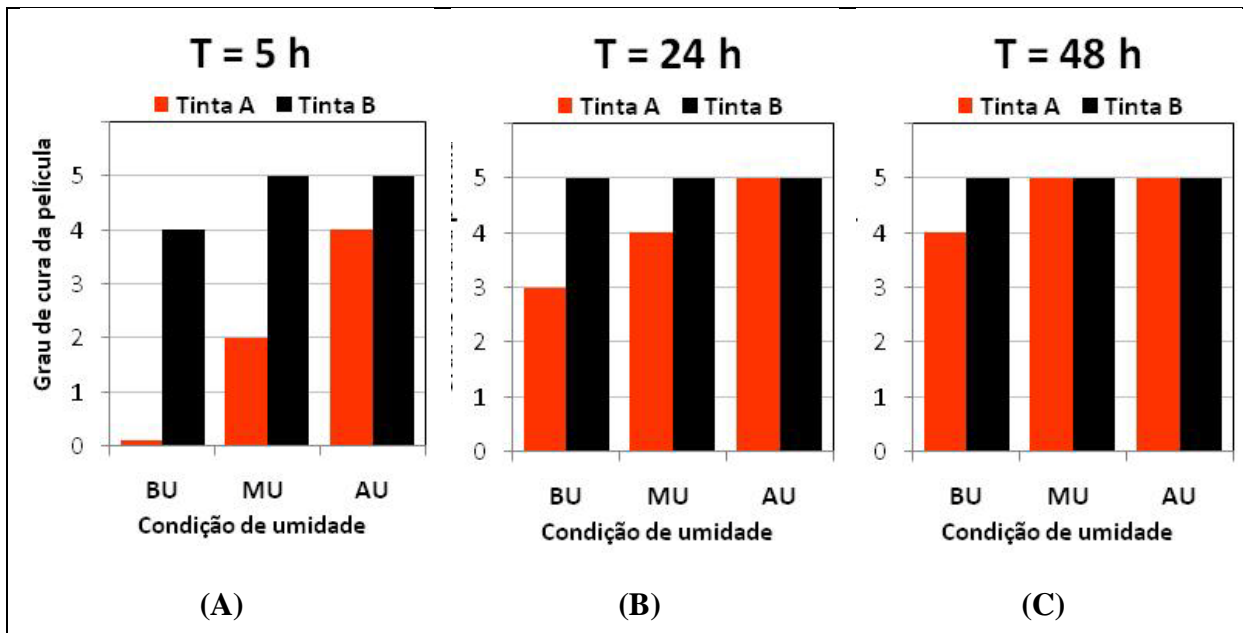 T = 5 h
Tinta A Tinta B
Grau de cura da película
5
4
3
2
1
0
BU MU AU
Condição de umidade
(A)
T = 24 h
Tinta A Tinta B
5
4
3
2
1
0
BU MU AU
Condição de umidade
(B)
T = 48 h
Tinta A Tinta B
5
4
3
2
1
0
BU MU AU
Condição de umidade
(C)